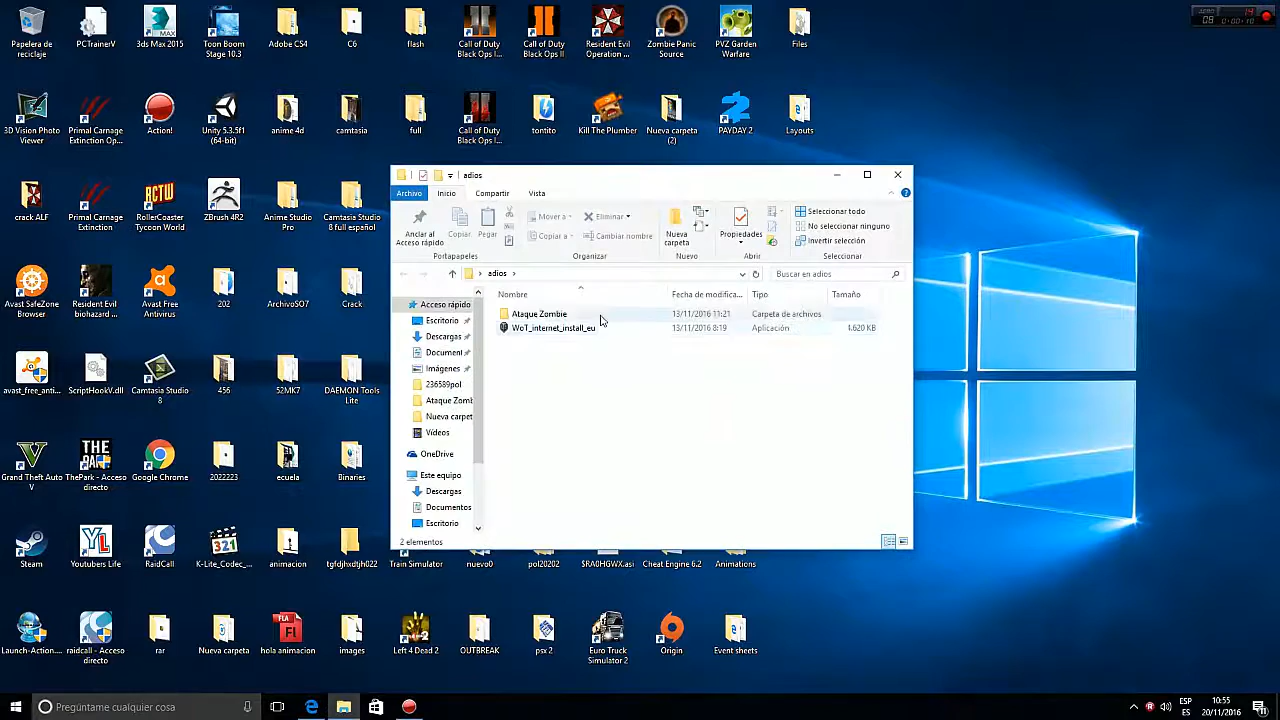 Papelera de
reciclaje
PCTrainerV
3ds Max 2015
Toon Boom
Stage 10.3
Adobe CS4
C6
flash
Call of Duty
Black Ops I...
Call of Duty
Black Ops II
Resident Evil
Operation ...
Zombie Panic
Source
PVZ Garden
Warfare
Files
3D Vision Photo
Viewer
Primal Carnage
Extinction Op...
Action!
Unity 5.3.5f1
(64-bit)
anime 4d
camtasia
full
Call of Duty
Black Ops I...
tontito
Kill The Plumber
Nueva carpeta
(2)
PAYDAY 2
Layouts
crack ALF
Primal Carnage
Extinction
RollerCoaster
Tycoon World
ZBrush 4R2
Anime Studio
Pro
Camtasia Studio
8 full español
Avast SafeZone
Browser
Resident Evil
biohazard ...
Avast Free
Antivirus
202
ArchivoSO7
Crack
avast_free_anti...
ScriptHookV.dll
Camtasia Studio
8
456
52MK7
DAEMON Tools
Lite
Grand Theft Auto
V
ThePark - Acceso
directo
Google Chrome
2022223
ecuela
Binaries
Steam
Youtubers Life
RaidCall
K-Lite_Codec_...
animacion
tgfdjhxdtjh022
Train Simulator
nuevo0
pol20202
$RA0HGWX.asi
Cheat Engine 6.2
Animations
Launch-Action....
raidcall - Acceso
directo
rar
Nueva carpeta
hola animacion
images
Left 4 Dead 2
OUTBREAK
psx 2
Euro Truck
Simulator 2
Origin
Event sheets
adios
Archivo
Inicio
Compartir
Vista
Anclar al
Acceso rápido
Copiar
Pegar
Mover a
Copiar a
Eliminar
Cambiar nombre
Nueva
carpeta
Propiedades
Seleccionar todo
No seleccionar ninguno
Invertir selección
Portapapeles
Organizar
Nuevo
Abrir
Seleccionar
adios
Buscar en adios
Nombre
Fecha de modifica...
Tipo
Tamaño
Ataque Zombie
13/11/2016 11:21
Carpeta de archivos
WoT_internet_install_eu
13/11/2016 8:19
Aplicación
4.620 KB
Acceso rápido
Escritorio
Descargas
Document
Imágenes
236589pol
Ataque Zomb
Nueva carpet
Vídeos
OneDrive
Este equipo
Descargas
Documentos
Escritorio
2 elementos
Pregúntame cualquier cosa
ESP
ES
10:55
20/11/2016